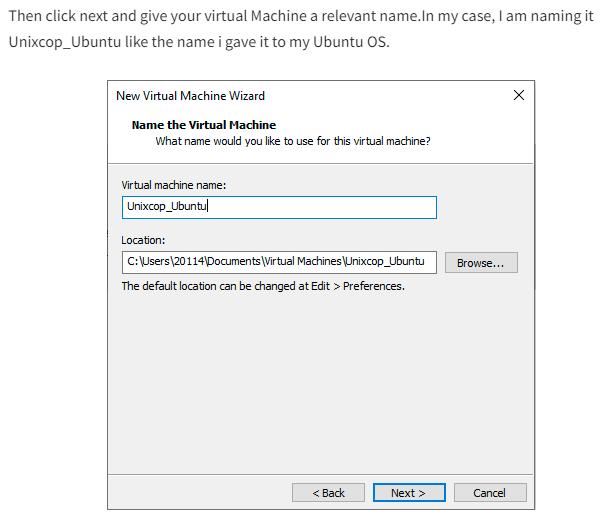 Then click next and give your virtual Machine a relevant name.In my case, I am naming it
Unixcop_Ubuntu like the name i gave it to my Ubuntu OS.
New Virtual Machine Wizard
Name the Virtual Machine
What name would you like to use for this virtual machine?
Virtual machine name:
Unixcop_Ubuntu
Location:
C:\Users\20114\Documents\Virtual Machines\Unixcop_Ubuntu
Browse...
The default location can be changed at Edit > Preferences.
< Back
Next >
Cancel